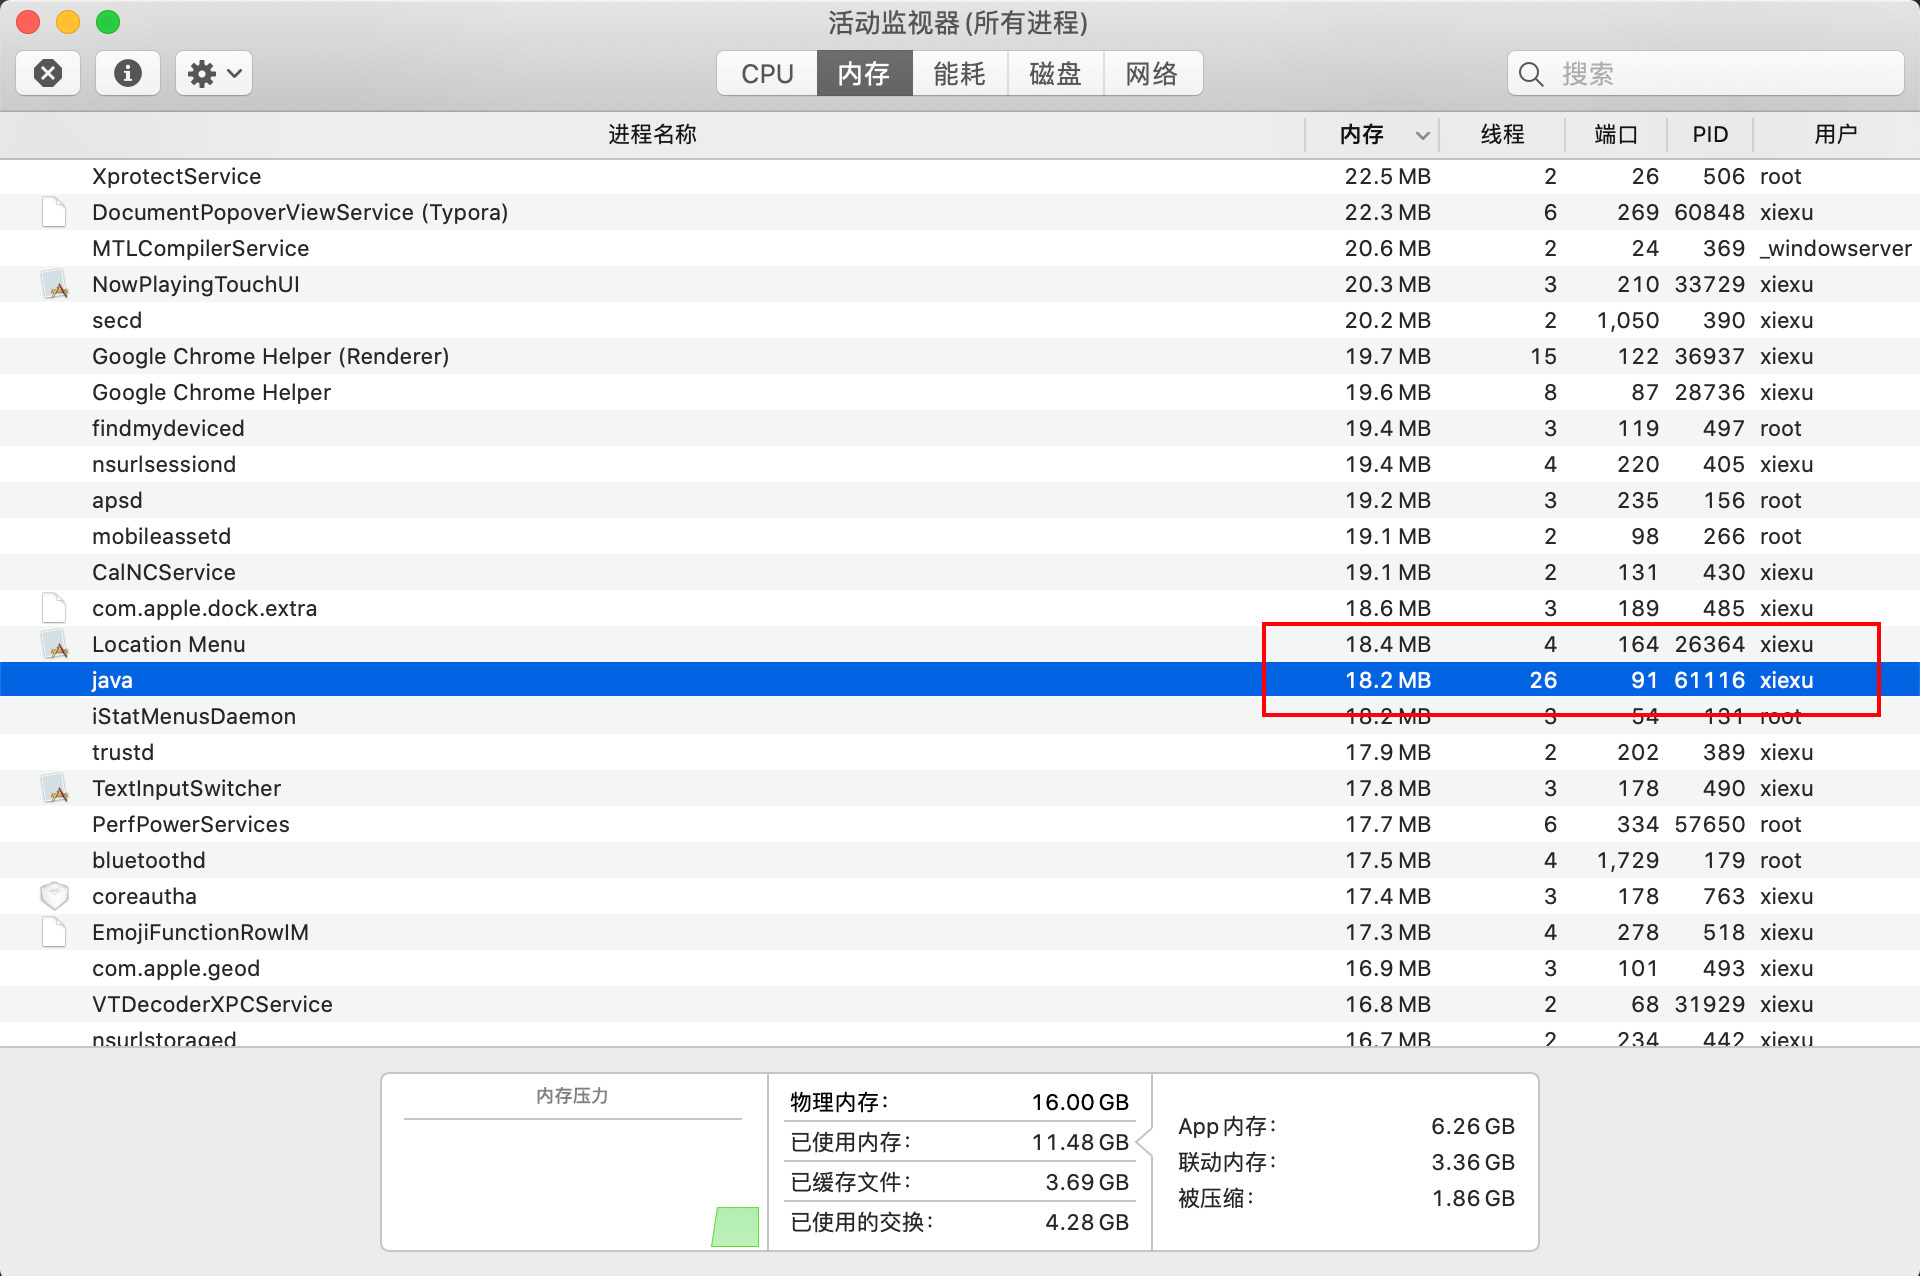 活动监视器 (所有进程)
CPU 内存 能耗 磁盘 网络 搜索
进程名称 内存 线程 端口 PID 用户
XprotectService 22.5 MB 2 26 506 root
DocumentPopoverViewService (Typora) 22.3 MB 6 269 60848 xiexu
MTLCompilerService 20.6 MB 2 24 369 _windowserver
NowPlayingTouchUI 20.3 MB 3 210 33729 xiexu
secd 20.2 MB 2 1,050 390 xiexu
Google Chrome Helper (Renderer) 19.7 MB 15 122 36937 xiexu
Google Chrome Helper 19.6 MB 8 87 28736 xiexu
findmydeviced 19.4 MB 3 119 497 root
nsurlsessiond 19.4 MB 4 220 405 xiexu
apsd 19.2 MB 3 235 156 root
mobileassetd 19.1 MB 2 98 266 root
CalNCService 19.1 MB 2 131 430 xiexu
com.apple.dock.extra 18.6 MB 3 189 485 xiexu
Location Menu 18.4 MB 4 164 26364 xiexu
java 18.2 MB 26 91 61116 xiexu
iStatMenusDaemon 18.2 MB 3 54 131 root
trustd 17.9 MB 2 202 389 xiexu
TextInputSwitcher 17.8 MB 3 178 490 xiexu
PerfPowerServices 17.7 MB 6 334 57650 root
bluetoothd 17.5 MB 4 1,729 179 root
coreautha 17.4 MB 3 178 763 xiexu
EmojiFunctionRowIM 17.3 MB 4 278 518 xiexu
com.apple.geod 16.9 MB 3 101 493 xiexu
VTDecoderXPCService 16.8 MB 2 68 31929 xiexu
nsurlstoraged 16.7 MB 2 234 442 xiexu
内存压力
物理内存： 16.00 GB
已使用内存： 11.48 GB
已缓存文件： 3.69 GB
已使用的交换： 4.28 GB
App 内存： 6.26 GB
联动内存： 3.36 GB
被压缩： 1.86 GB